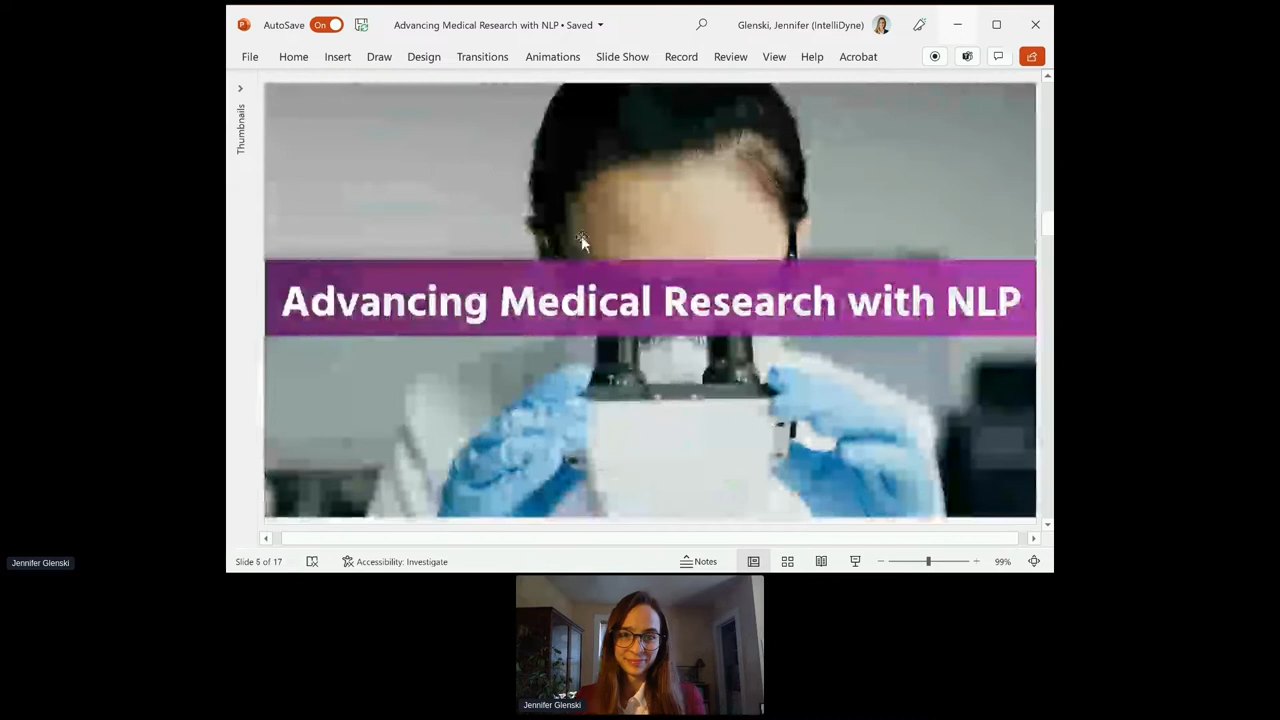 AutoSave On Advancing Medical Research with NLP • Saved Glenski, Jennifer (IntelliDyne)
File Home Insert Draw Design Transitions Animations Slide Show Record Review View Help Acrobat
Thumbnails
Advancing Medical Research with NLP
Slide 5 of 17 Accessibility: Investigate Notes 99%
Jennifer Glenski
Jennifer Glenski